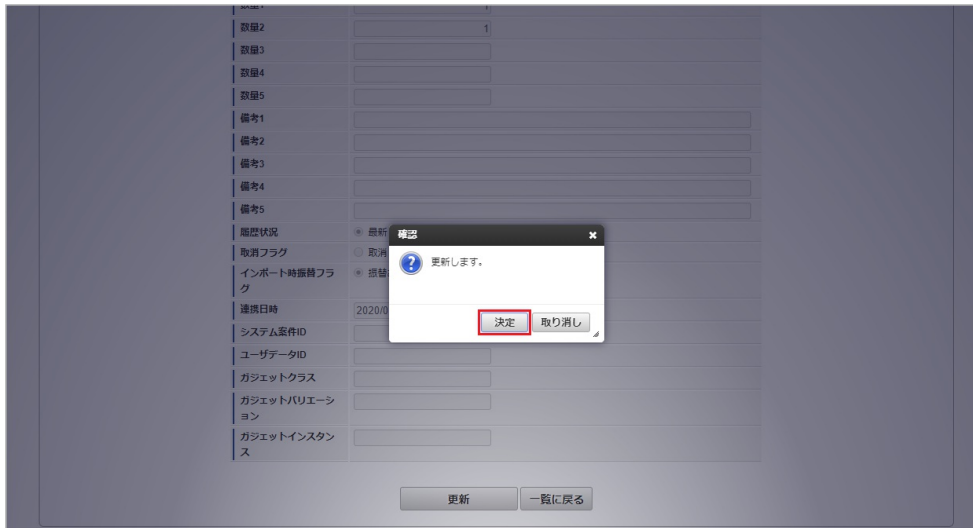 数量2 1
数量3
数量4
数量5
備考1
備考2
備考3
備考4
備考5
履歴状況 最新
取消フラグ 取消
インポート時振替フラ
グ
振替
連携日時 2020/0
システム案件ID
ユーザデータID
ガジェットクラス
ガジェットバリエーシ
ョン
ガジェットインスタン
ス
確認
更新します。
決定 取り消し
更新 一覧に戻る